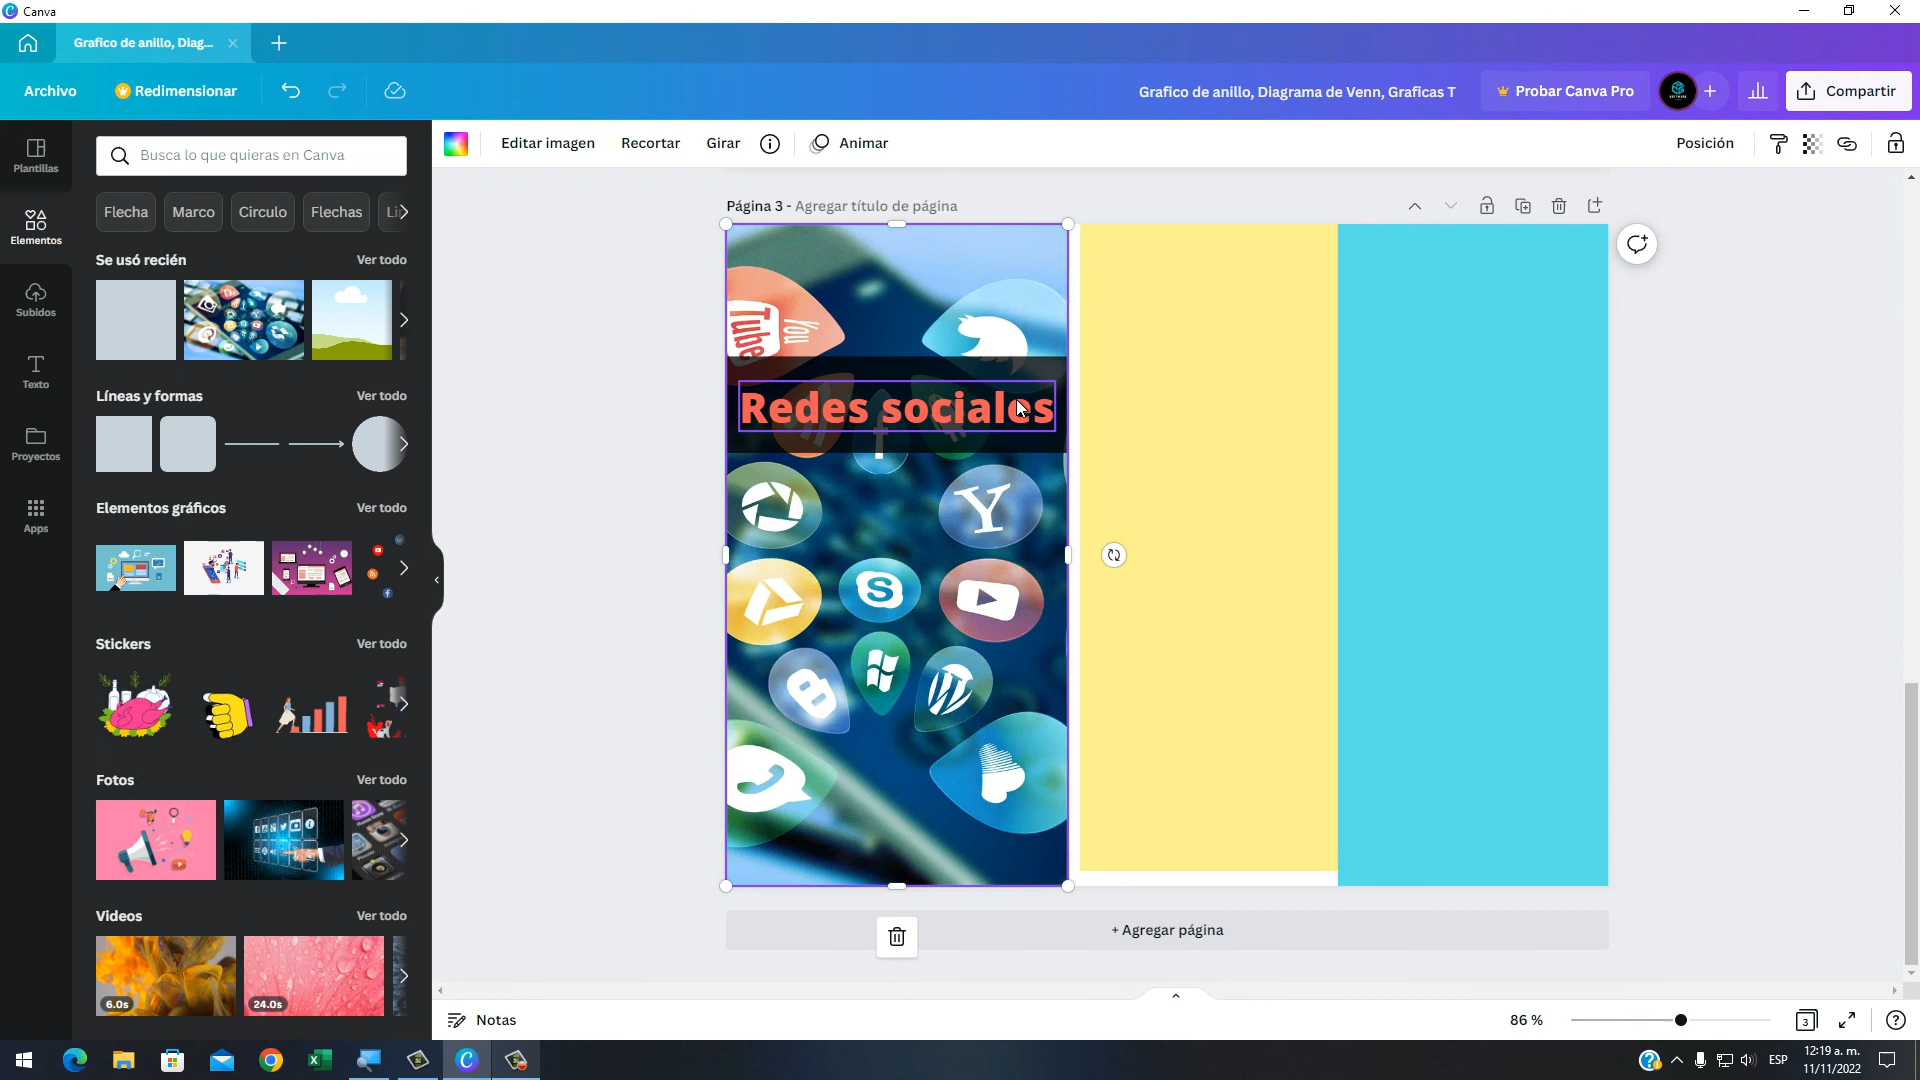 Canva
Grafico de anillo, Diag...
Archivo
Redimensionar
Grafico de anillo, Diagrama de Venn, Graficas T
Probar Canva Pro
Compartir
Plantillas
Elementos
Subidos
Texto
Proyectos
Apps
Busca lo que quieras en Canva
Flecha
Marco
Circulo
Flechas
Se usó recién
Ver todo
Líneas y formas
Ver todo
Elementos gráficos
Ver todo
Stickers
Ver todo
Fotos
Ver todo
Videos
Ver todo
6.0s
24.0s
Editar imagen
Recortar
Girar
Animar
Posición
Página 3 - Agregar título de página
You
Tube
Redes sociales
+ Agregar página
Notas
86 %
3
ESP
12:19 a. m.
11/11/2022